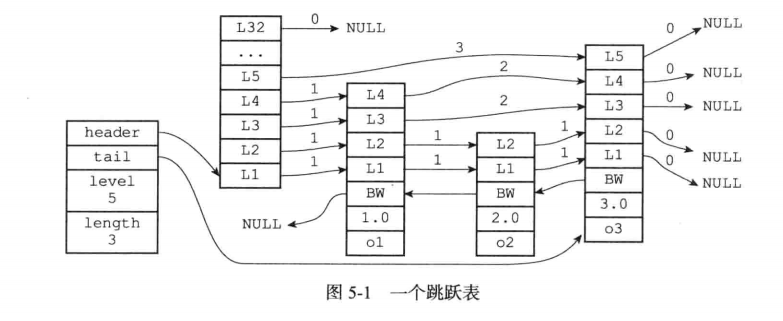 L32 0 NULL
...
L5 3 L5 0 NULL
L4 1 L4 2 L4 0 NULL
L3 1 L3 2 L3 0 NULL
L2 1 L2 1 L2 1 L2 0 NULL
L1 1 L1 1 L1 1 L1 0 NULL
header
tail
level
5
length
3
NULL BW BW BW
1.0 2.0 3.0
o1 o2 o3
图 5-1 一个跳跃表